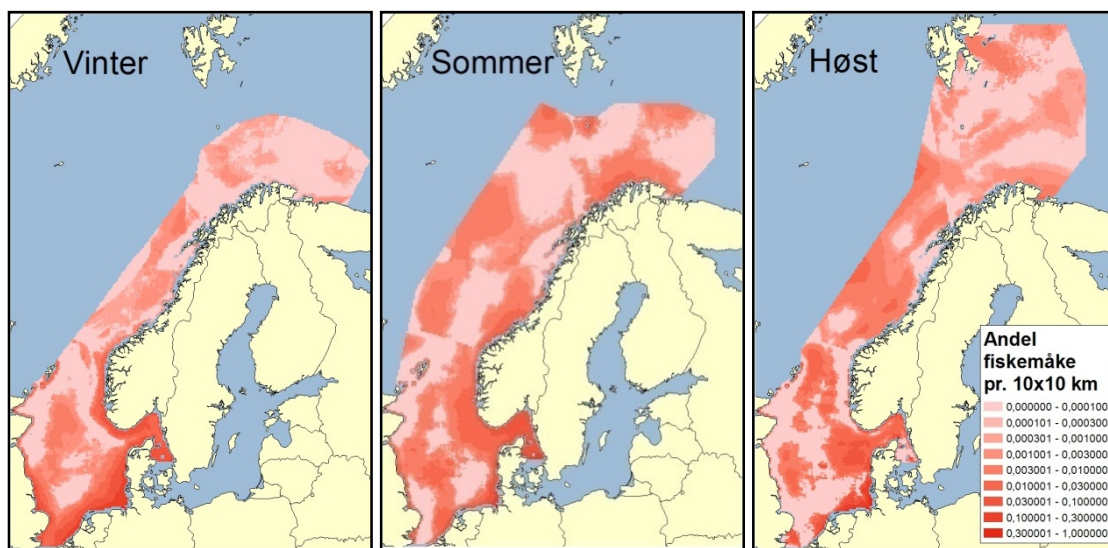 Vinter
Sommer
Høst
Andel
fiskemåke
pr. 10x10 km
0,000000 - 0,000100
0,000101 - 0,000300
0,000301 - 0,001000
0,001001 - 0,003000
0,003001 - 0,010000
0,010001 - 0,030000
0,030001 - 0,100000
0,100001 - 0,300000
0,300001 - 1,000000